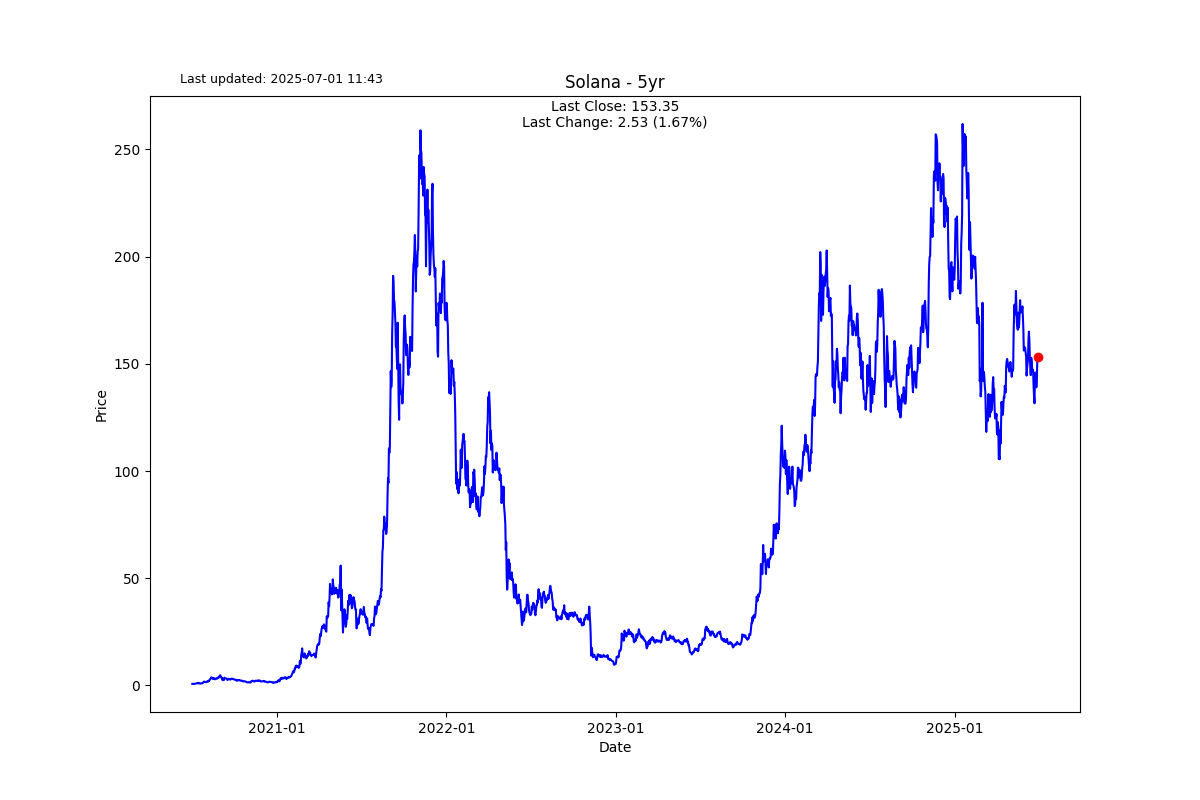 Last updated: 2025-07-01 11:43
Solana - 5yr
Last Close: 153.35
Last Change: 2.53 (1.67%)
Price
250
200
150
100
50
0
2021-01
2022-01
2023-01
2024-01
2025-01
Date